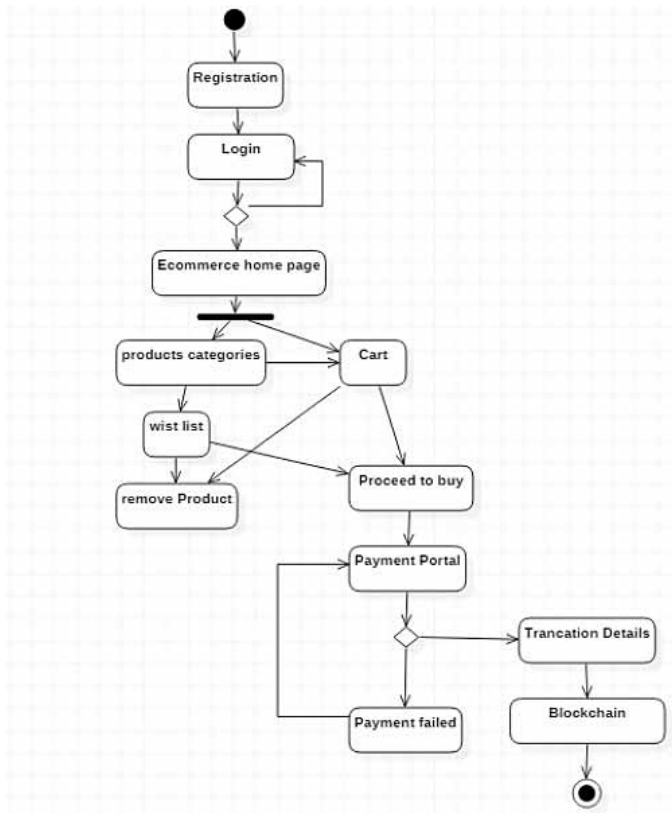 Registration
Login
Ecommerce home page
products categories
Cart
wist list
remove Product
Proceed to buy
Payment Portal
Trancation Details
Payment failed
Blockchain